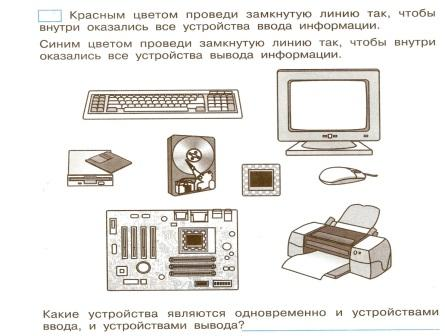 Красным цветом проведи замкнутую линию так, чтобы
внутри оказались все устройства ввода информации.
Синим цветом проведи замкнутую линию так, чтобы внутри
оказались все устройства вывода информации.
Какие устройства являются одновременно и устройствами
ввода, и устройствами вывода?